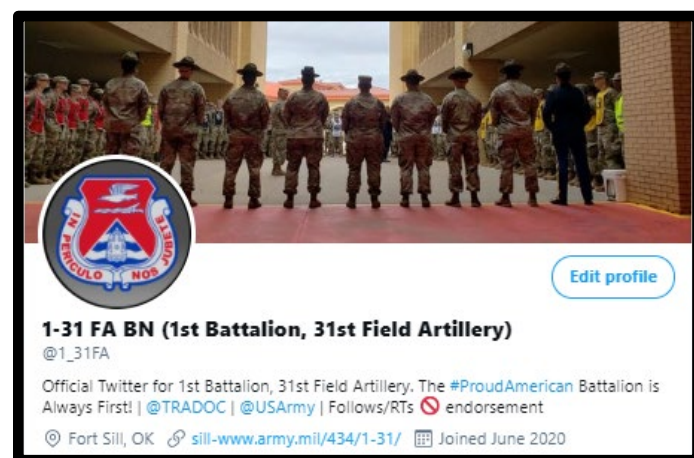 IN PERICULO NOS JUBETE
Edit profile
1-31 FA BN (1st Battalion, 31st Field Artillery)
@1_31FA
Official Twitter for 1st Battalion, 31st Field Artillery. The #ProudAmerican Battalion is
Always First! | @TRADOC | @USArmy | Follows/RTs 🚫 endorsement
Fort Sill, OK sill-www.army.mil/434/1-31/ Joined June 2020